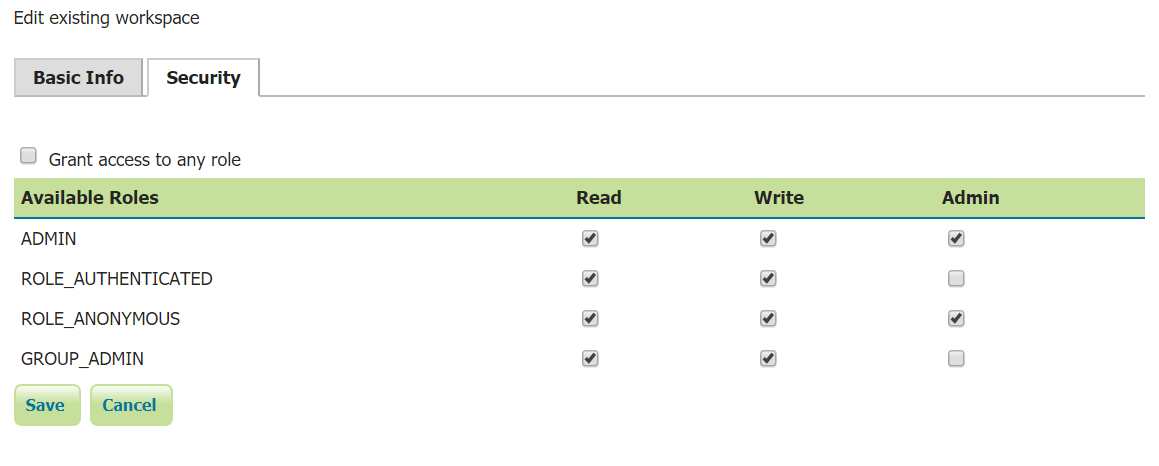 Edit existing workspace
Basic Info Security
Grant access to any role
Available Roles Read Write Admin
ADMIN
ROLE_AUTHENTICATED
ROLE_ANONYMOUS
GROUP_ADMIN
Save Cancel